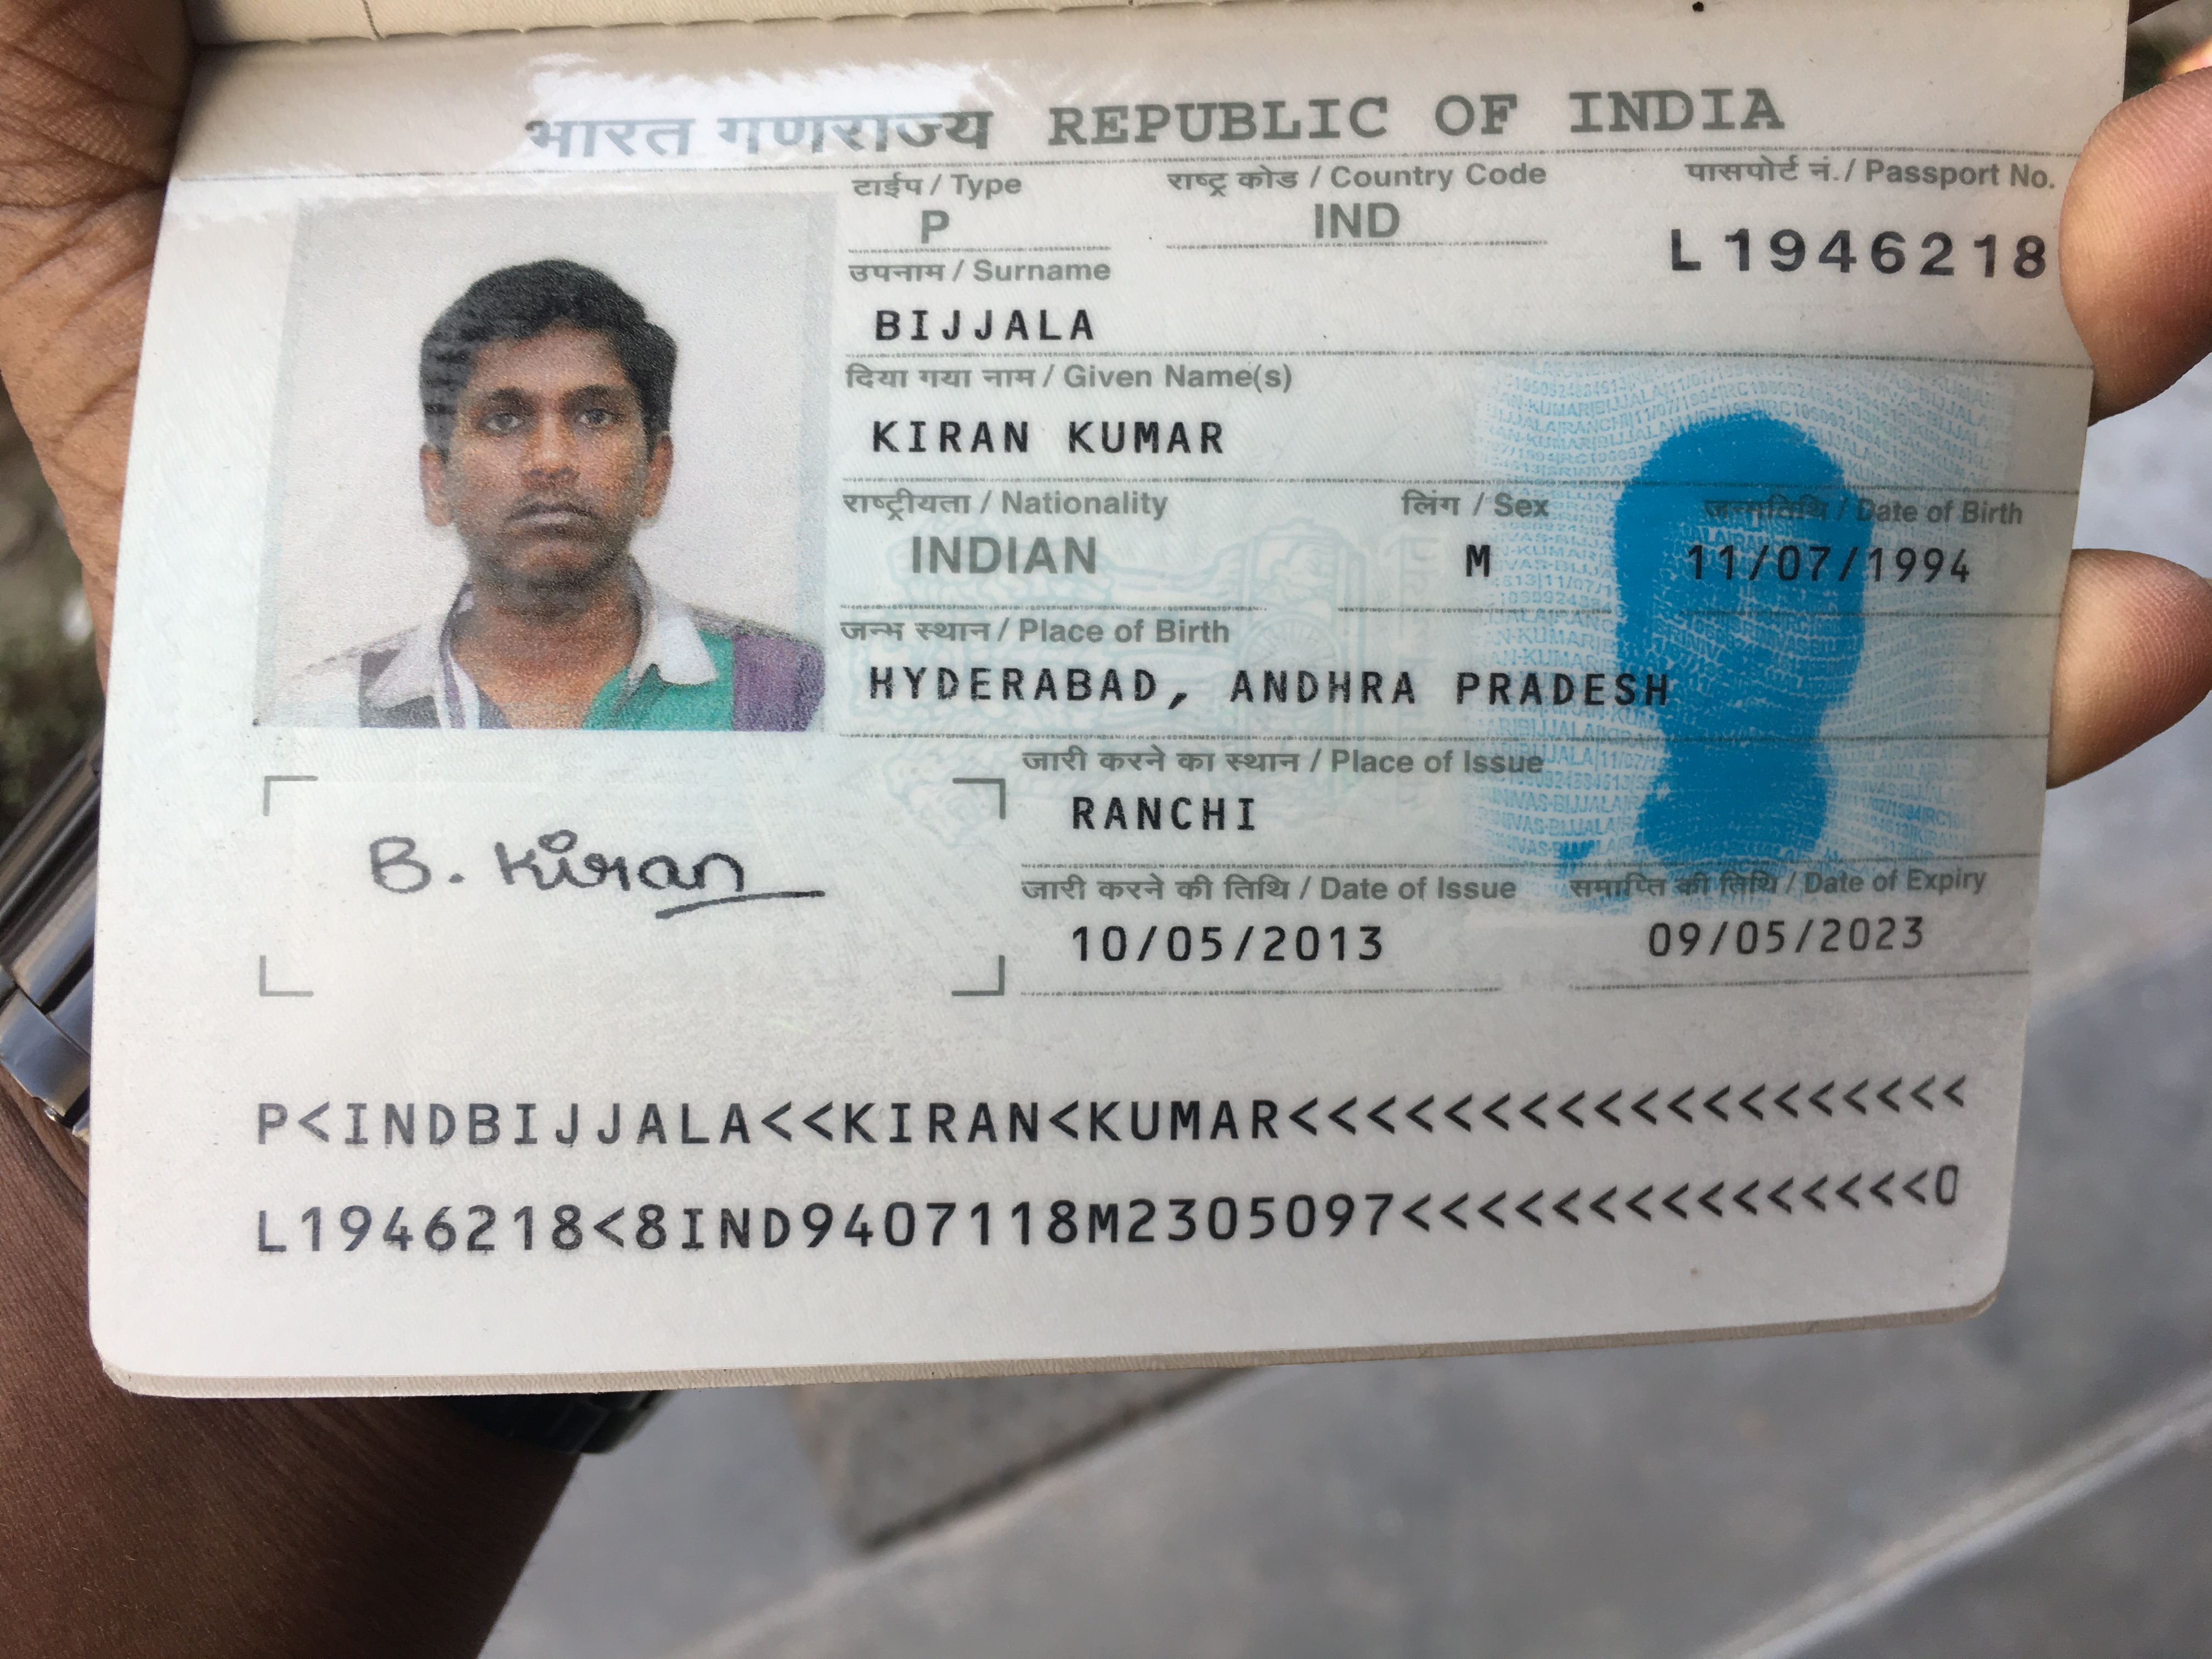 भारत गणराज्य REPUBLIC OF INDIA
टाईप / Type राष्ट्र कोड / Country Code पासपोर्ट नं. / Passport No.
P IND L1946218
उपनाम / Surname
BIJJALA
दिया गया नाम / Given Name(s)
KIRAN KUMAR
राष्ट्रीयता / Nationality लिंग / Sex जन्मतिथि / Date of Birth
INDIAN M 11/07/1994
जन्म स्थान / Place of Birth
HYDERABAD, ANDHRA PRADESH
जारी करने का स्थान / Place of Issue
RANCHI
जारी करने की तिथि / Date of Issue समाप्ति की तिथि / Date of Expiry
10/05/2013 09/05/2023
B. Kiran
P<INDBIJJALA<<KIRAN<KUMAR<<<<<<<<<<<<<<<<<<<
L1946218<8IND9407118M2305097<<<<<<<<<<<<<<<0